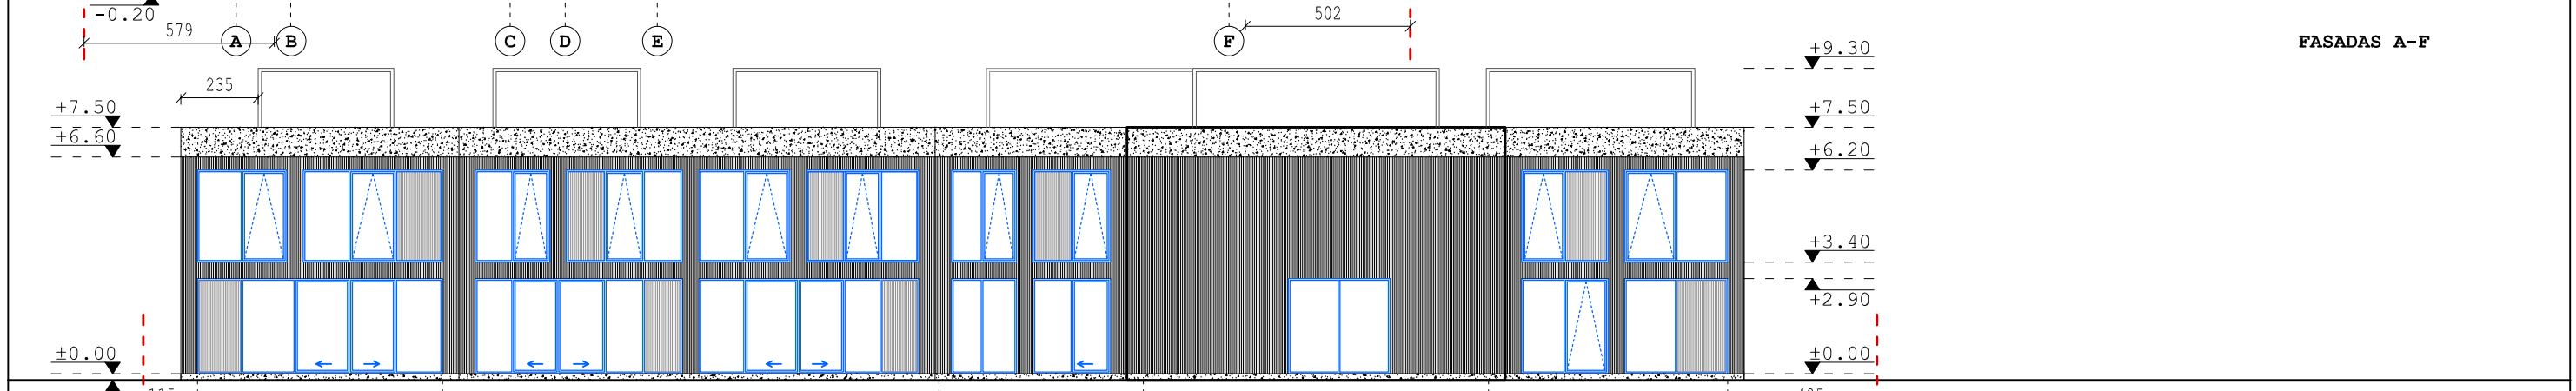 -0.20
579
A
B
C
D
E
F
502
FASADAS A-F
+9.30
235
+7.50
+6.60
+7.50
+6.20
+3.40
+2.90
±0.00
±0.00